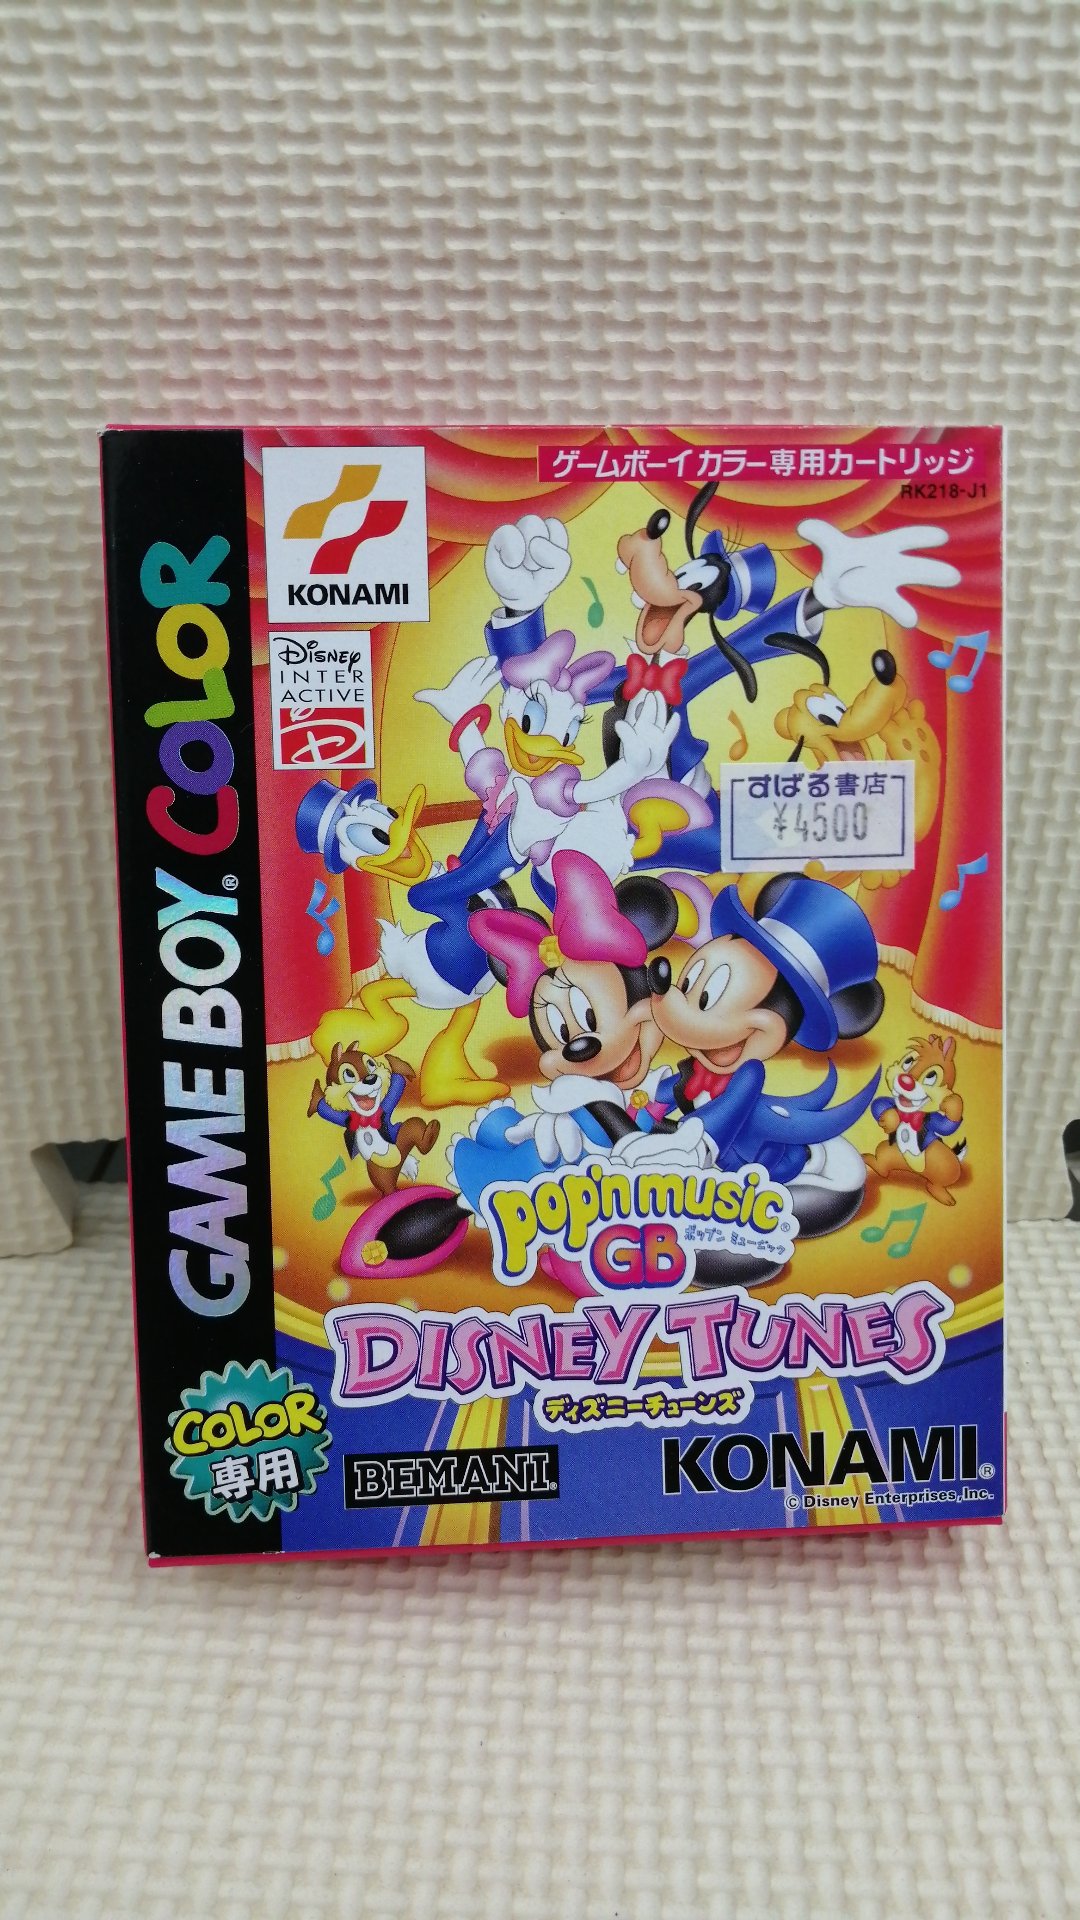 GAME BOY® COLOR
KONAMI
DISNEY
INTER
ACTIVE
D
ゲームボーイカラー専用カートリッジ
RK218-J1
すばる書店
¥4500
pop'n music®
GB ポップン ミュージック
DISNEY TUNES
ディズニーチューンズ
COLOR
専用
BEMANI®
KONAMI®
© Disney Enterprises,Inc.